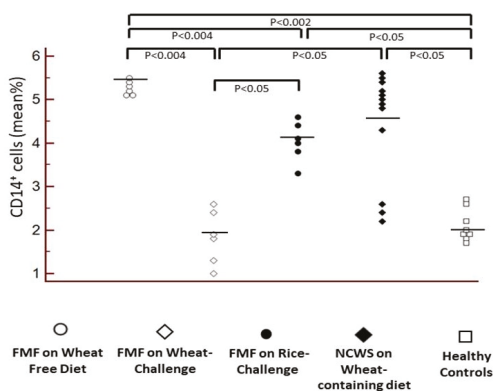 P<0.002
P<0.004
P<0.05
P<0.004
P<0.05
P<0.05
P<0.05
6
5
4
3
2
1
CD14+ cells (mean%)
FMF on Wheat Free Diet
FMF on Wheat-Challenge
FMF on Rice-Challenge
NCWS on Wheat-containing diet
Healthy Controls